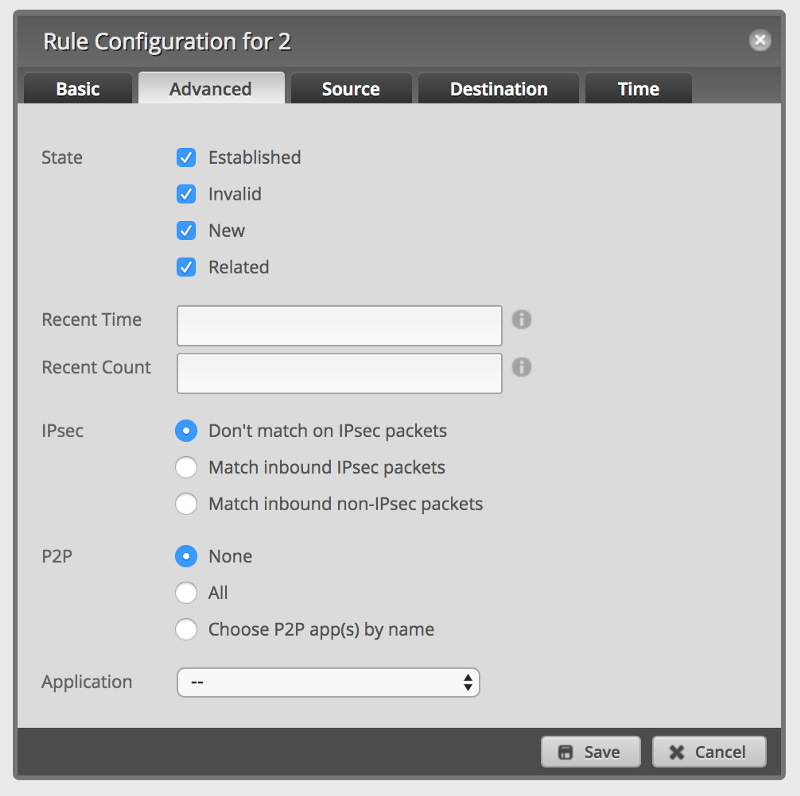 Rule Configuration for 2
Basic Advanced Source Destination Time
State Established
Invalid
New
Related
Recent Time
Recent Count
IPsec Don't match on IPsec packets
Match inbound IPsec packets
Match inbound non-IPsec packets
P2P None
All
Choose P2P app(s) by name
Application --
Save Cancel